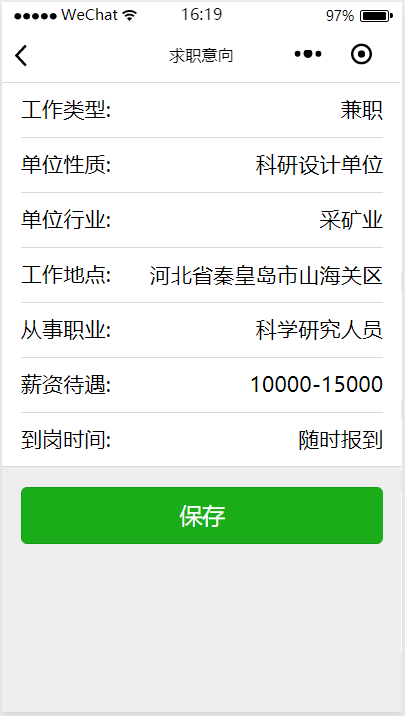 WeChat 16:19 97%
求职意向
工作类型: 兼职
单位性质: 科研设计单位
单位行业: 采矿业
工作地点: 河北省秦皇岛市山海关区
从事职业: 科学研究人员
薪资待遇: 10000-15000
到岗时间: 随时报到
保存